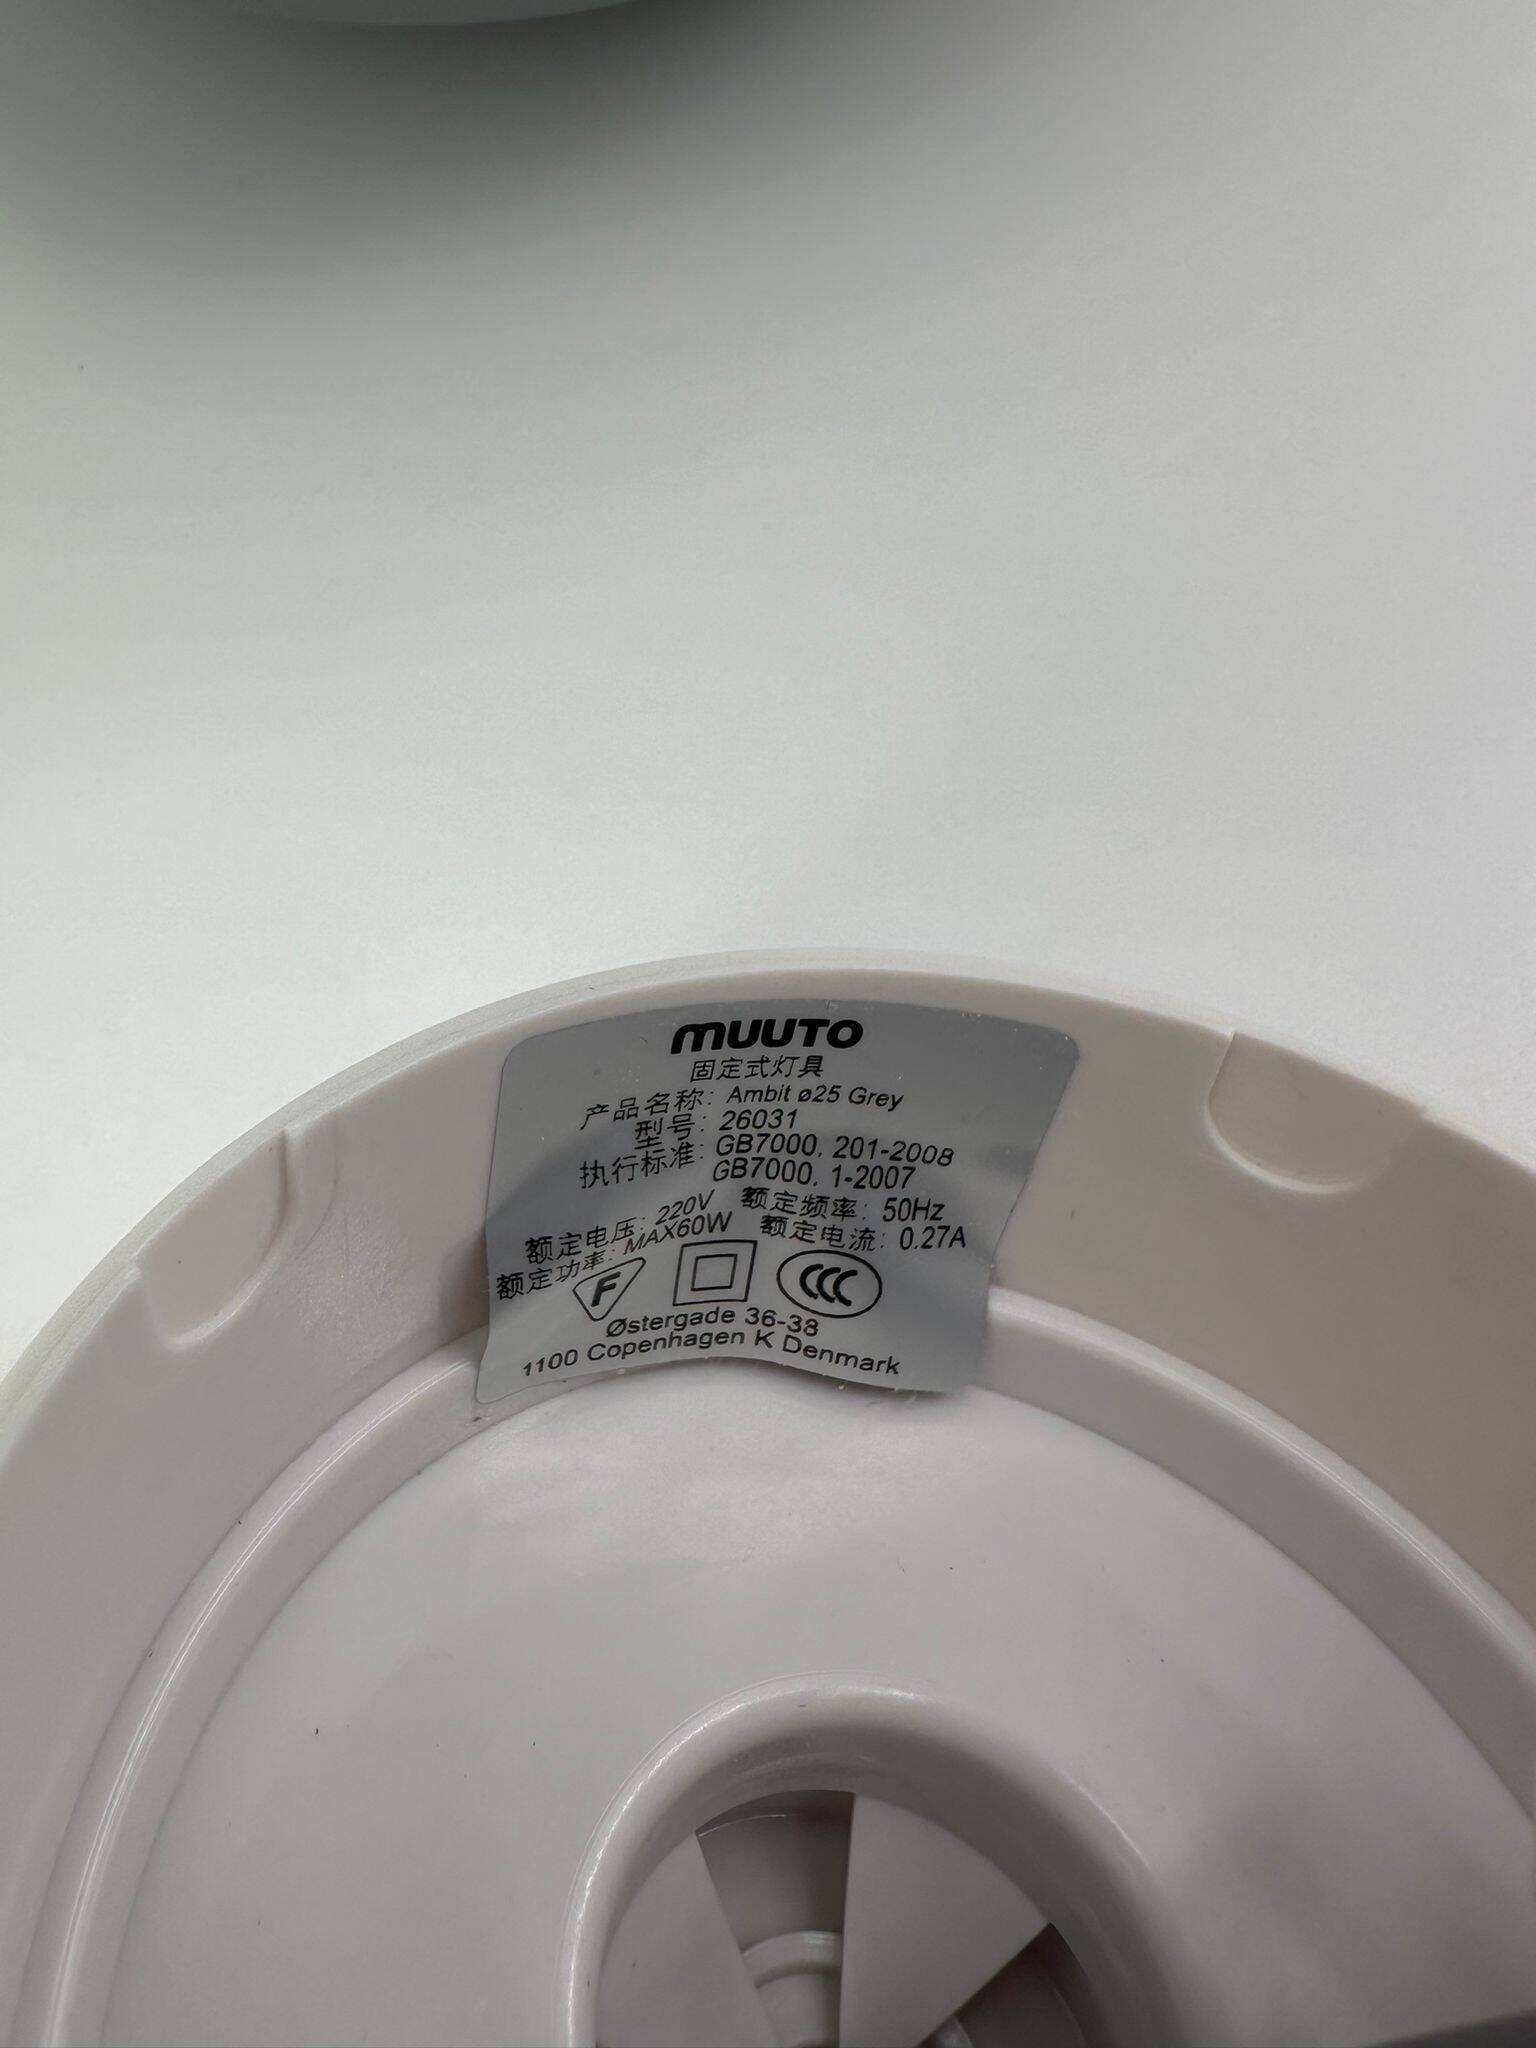 MUUTO
固定式灯具
产品名称: Ambit ø25 Grey
型号: 26031
执行标准: GB7000. 201-2008
GB7000. 1-2007
额定电压: 220V 额定频率: 50Hz
额定功率: MAX60W 额定电流: 0.27A
F CCC
Østergade 36-38
1100 Copenhagen K Denmark